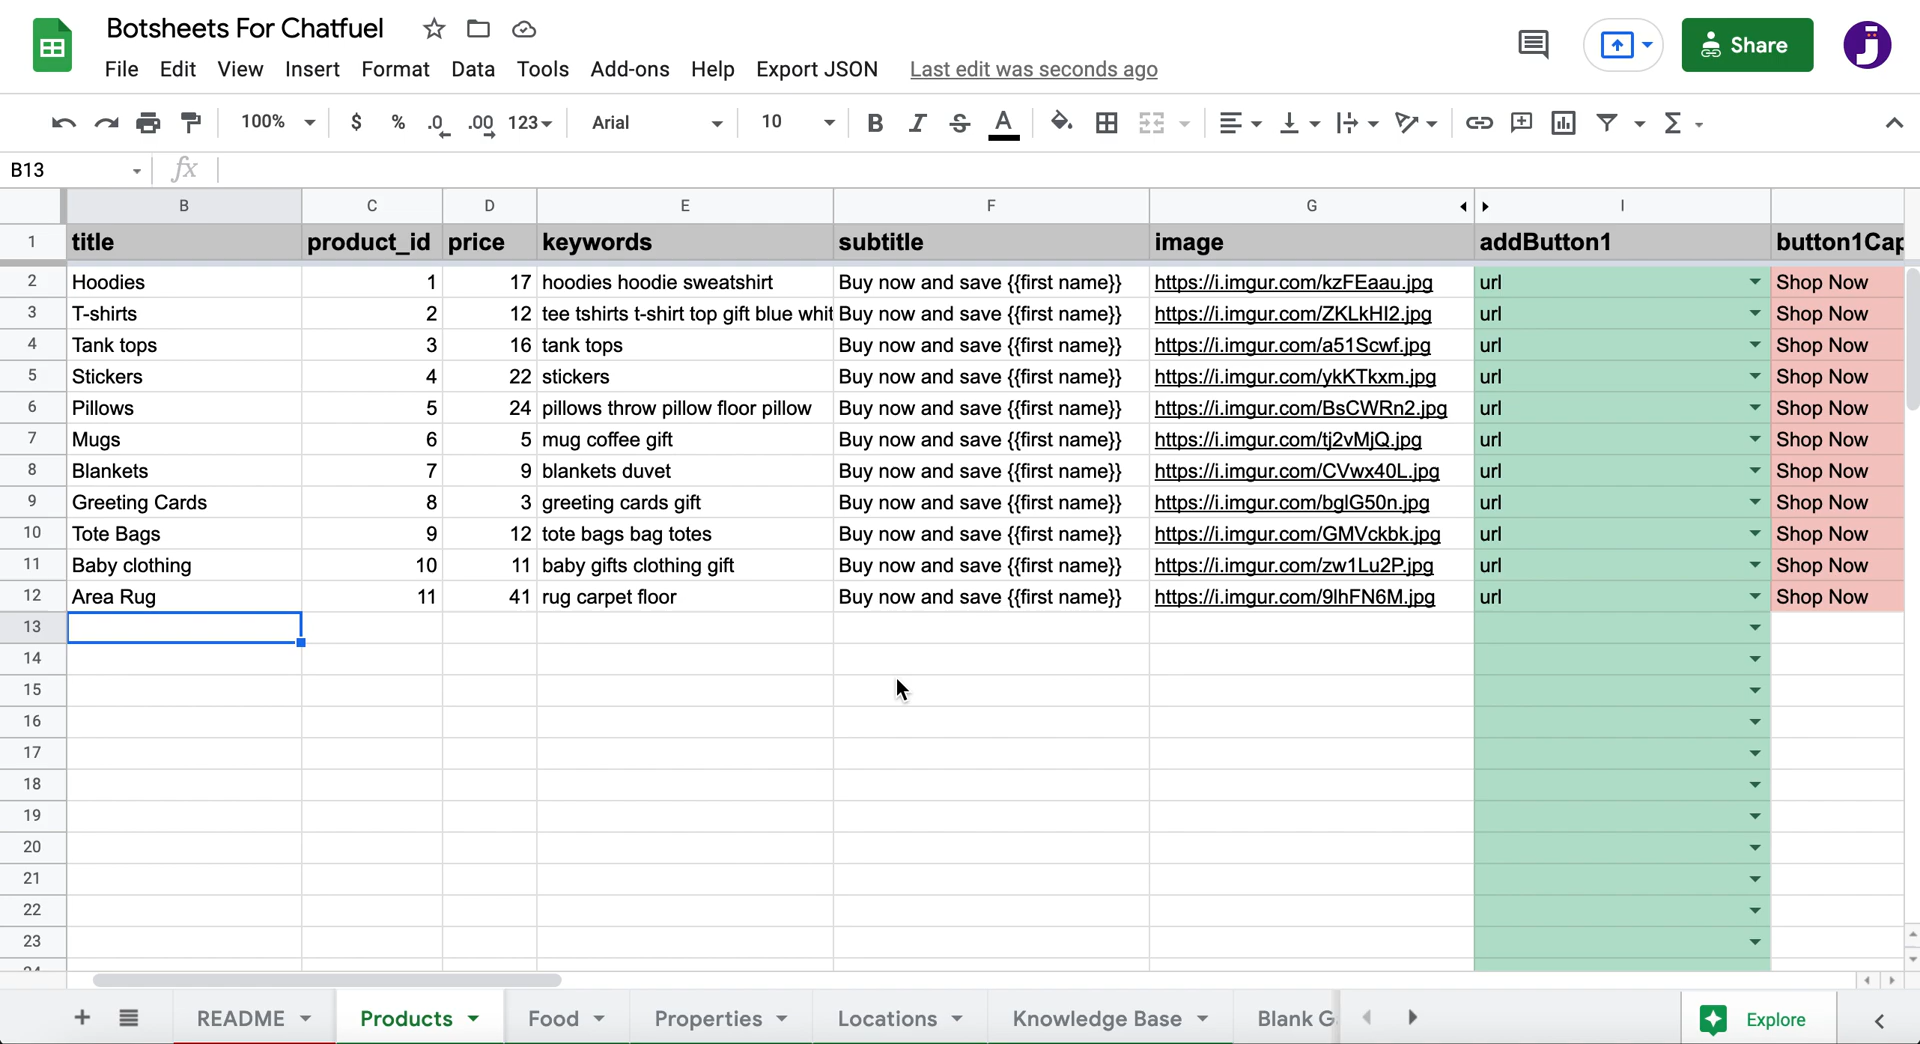 Botsheets For Chatfuel
File Edit View Insert Format Data Tools Add-ons Help Export JSON Last edit was seconds ago
Share
100% $ % .0 .00 123 Arial 10 B I S A
B13 fx
B C D E F G I
1 title product_id price keywords subtitle image addButton1 button1Cap
2 Hoodies 1 17 hoodies hoodie sweatshirt Buy now and save {{first name}} https://i.imgur.com/kzFEaau.jpg url Shop Now
3 T-shirts 2 12 tee tshirts t-shirt top gift blue whit Buy now and save {{first name}} https://i.imgur.com/ZKLkHI2.jpg url Shop Now
4 Tank tops 3 16 tank tops Buy now and save {{first name}} https://i.imgur.com/a51Scwf.jpg url Shop Now
5 Stickers 4 22 stickers Buy now and save {{first name}} https://i.imgur.com/ykKTkxm.jpg url Shop Now
6 Pillows 5 24 pillows throw pillow floor pillow Buy now and save {{first name}} https://i.imgur.com/BsCWRn2.jpg url Shop Now
7 Mugs 6 5 mug coffee gift Buy now and save {{first name}} https://i.imgur.com/tj2vMjQ.jpg url Shop Now
8 Blankets 7 9 blankets duvet Buy now and save {{first name}} https://i.imgur.com/CVwx40L.jpg url Shop Now
9 Greeting Cards 8 3 greeting cards gift Buy now and save {{first name}} https://i.imgur.com/bglG50n.jpg url Shop Now
10 Tote Bags 9 12 tote bags bag totes Buy now and save {{first name}} https://i.imgur.com/GMVckbk.jpg url Shop Now
11 Baby clothing 10 11 baby gifts clothing gift Buy now and save {{first name}} https://i.imgur.com/zw1Lu2P.jpg url Shop Now
12 Area Rug 11 41 rug carpet floor Buy now and save {{first name}} https://i.imgur.com/9lhFN6M.jpg url Shop Now
13
14
15
16
17
18
19
20
21
22
23
24
README Products Food Properties Locations Knowledge Base Blank G Explore